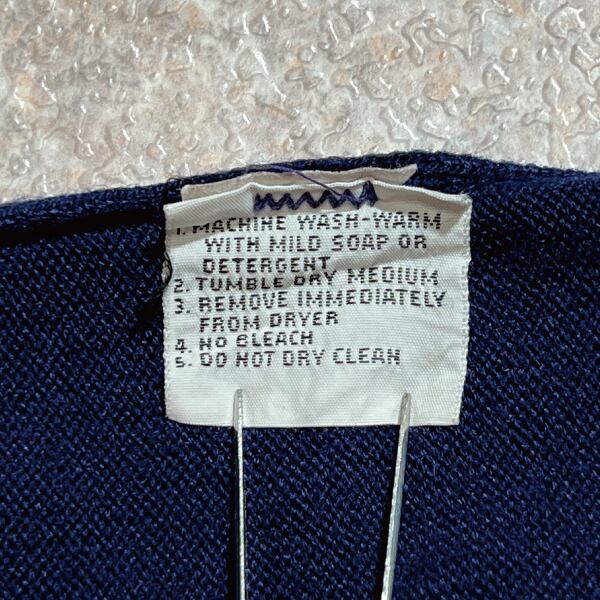 1. MACHINE WASH-WARM
WITH MILD SOAP OR
DETERGENT
2. TUMBLE DRY MEDIUM
3. REMOVE IMMEDIATELY
FROM DRYER
4. NO BLEACH
5. DO NOT DRY CLEAN